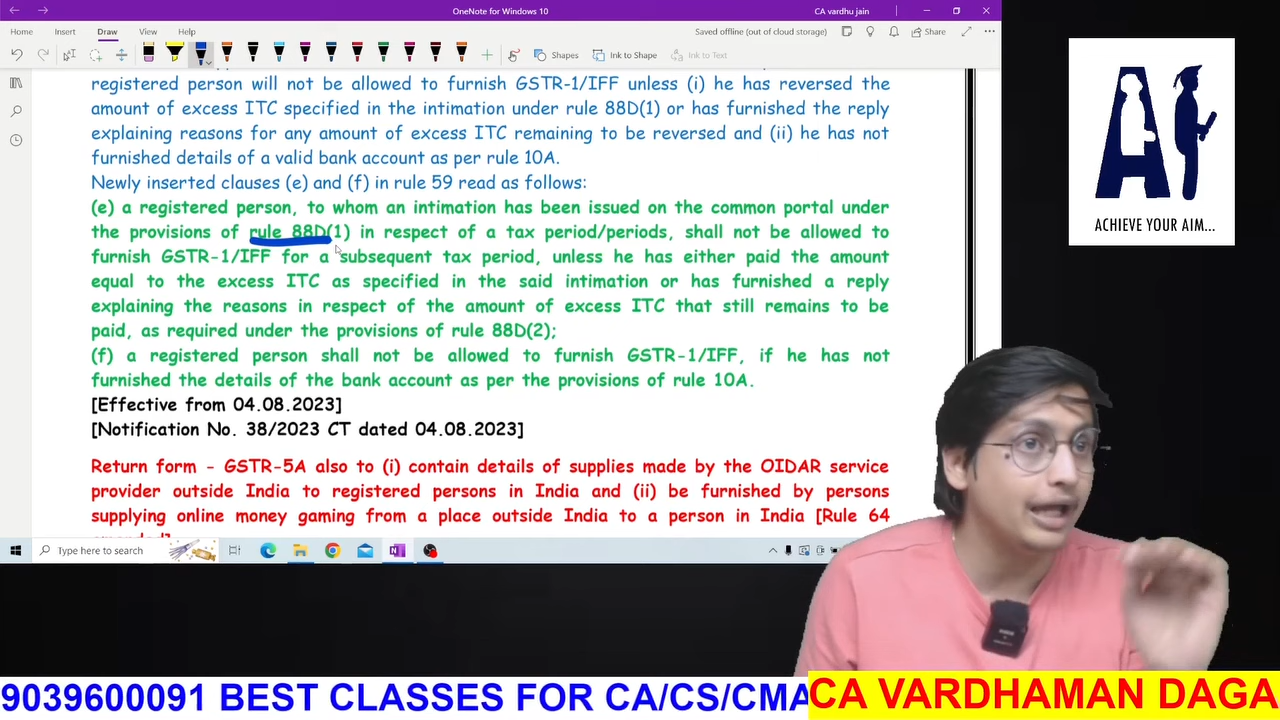 OneNote for Windows 10
CA vardhu jain
Home Insert Draw View Help
Saved offline (out of cloud storage)
Share
Shapes Ink to Shape Ink to Text
registered person will not be allowed to furnish GSTR-1/IFF unless (i) he has reversed the
amount of excess ITC specified in the intimation under rule 88D(1) or has furnished the reply
explaining reasons for any amount of excess ITC remaining to be reversed and (ii) he has not
furnished details of a valid bank account as per rule 10A.
Newly inserted clauses (e) and (f) in rule 59 read as follows:
(e) a registered person, to whom an intimation has been issued on the common portal under
the provisions of rule 88D(1) in respect of a tax period/periods, shall not be allowed to
furnish GSTR-1/IFF for a subsequent tax period, unless he has either paid the amount
equal to the excess ITC as specified in the said intimation or has furnished a reply
explaining the reasons in respect of the amount of excess ITC that still remains to be
paid, as required under the provisions of rule 88D(2);
(f) a registered person shall not be allowed to furnish GSTR-1/IFF, if he has not
furnished the details of the bank account as per the provisions of rule 10A.
[Effective from 04.08.2023]
[Notification No. 38/2023 CT dated 04.08.2023]
Return form - GSTR-5A also to (i) contain details of supplies made by the OIDAR service
provider outside India to registered persons in India and (ii) be furnished by persons
supplying online money gaming from a place outside India to a person in India [Rule 64
amended]
Type here to search
AI
ACHIEVE YOUR AIM...
9039600091 BEST CLASSES FOR CA/CS/CMA
CA VARDHAMAN DAGA